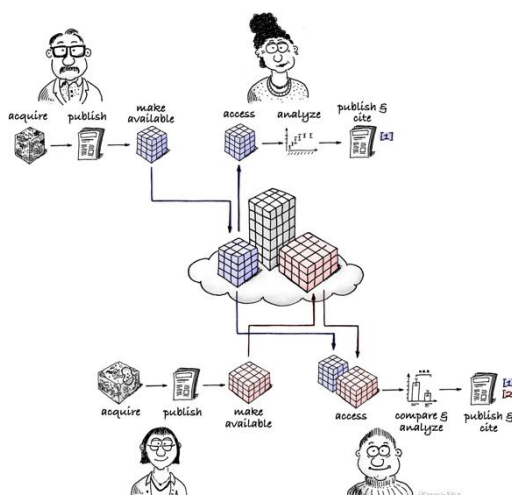 acquire
publish
make
available
access
analyze
publish &
cite
[1]
acquire
publish
make
available
access
compare &
analyze
publish &
cite
[1]
[2]